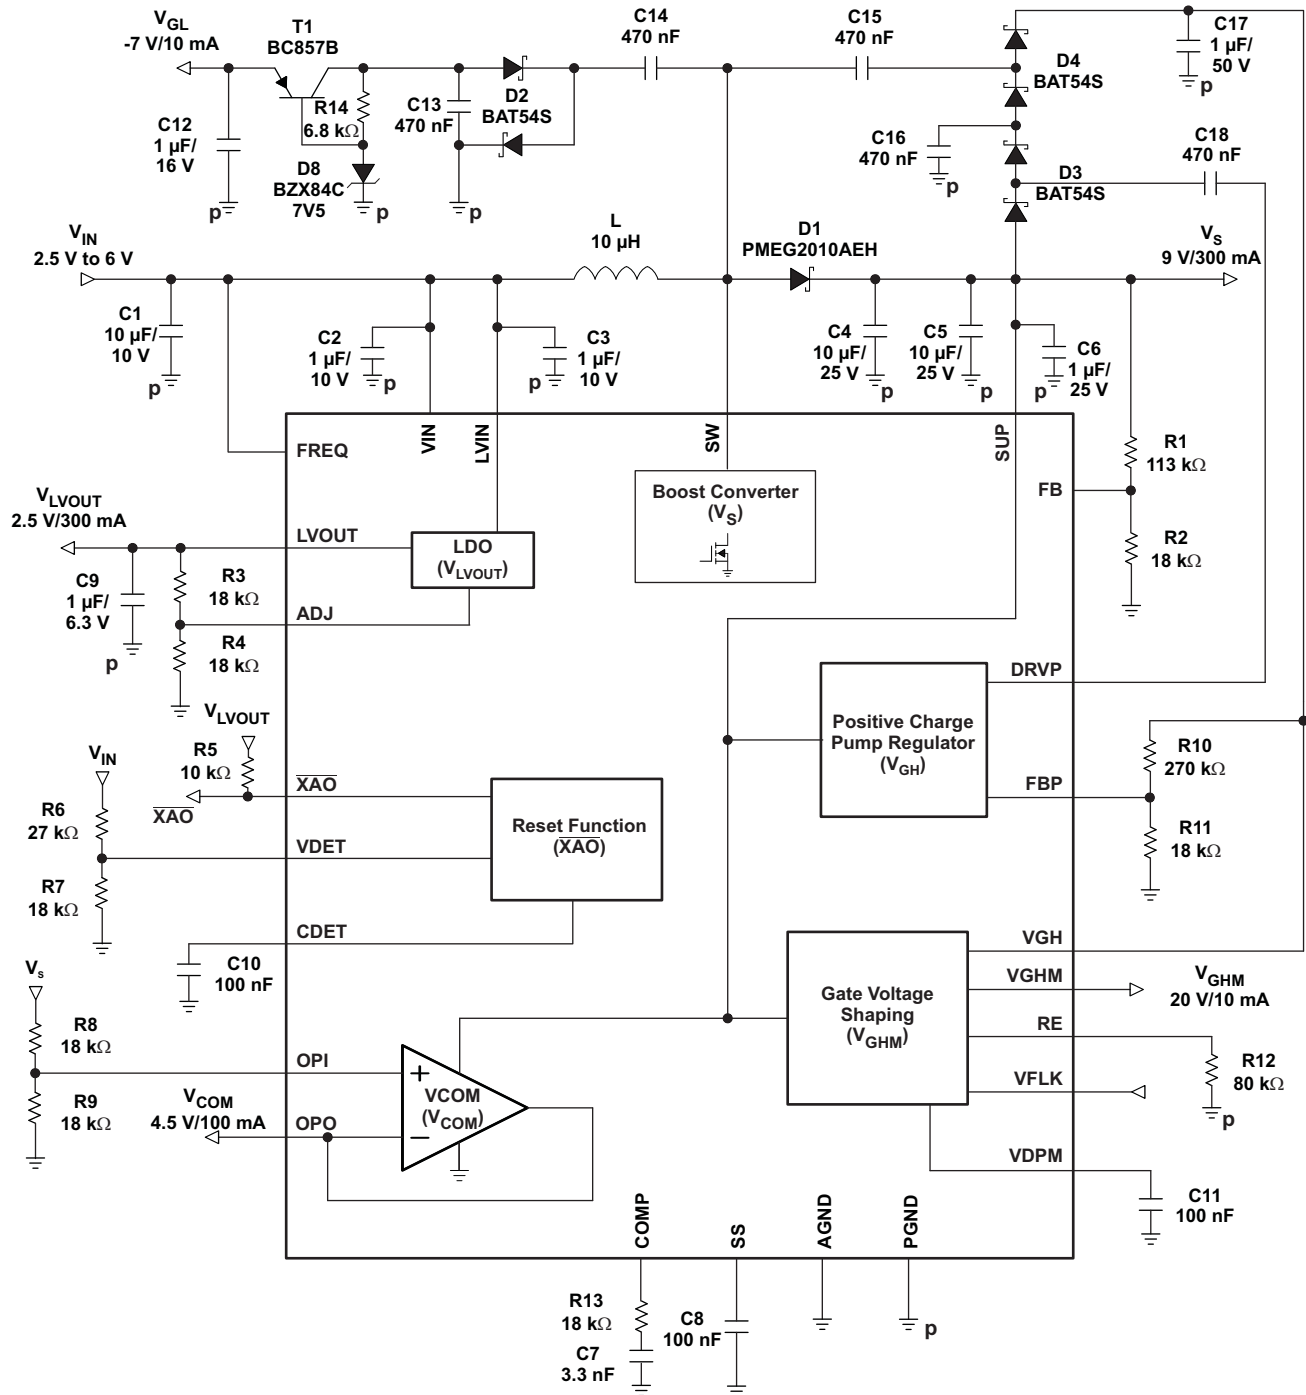 V_GL
-7 V/10 mA
T1
BC857B
R14
6.8 kΩ
C12
1 µF/
16 V
p
D8
BZX84C
7V5
p
C13
470 nF
p
D2
BAT54S
C14
470 nF
C15
470 nF
D4
BAT54S
C17
1 µF/
50 V
p
C16
470 nF
p
C18
470 nF
D3
BAT54S
V_IN
2.5 V to 6 V
L
10 µH
D1
PMEG2010AEH
V_S
9 V/300 mA
C1
10 µF/
10 V
p
C2
1 µF/
10 V
p
C3
1 µF/
10 V
p
C4
10 µF/
25 V
p
C5
10 µF/
25 V
p
C6
1 µF/
25 V
p
FREQ
VIN
LVIN
SW
SUP
FB
R1
113 kΩ
R2
18 kΩ
Boost Converter
(V_S)
V_LVOUT
2.5 V/300 mA
LVOUT
LDO
(V_LVOUT)
C9
1 µF/
6.3 V
p
R3
18 kΩ
ADJ
R4
18 kΩ
DRVP
Positive Charge
Pump Regulator
(V_GH)
FBP
R10
270 kΩ
R11
18 kΩ
V_LVOUT
R5
10 kΩ
XAO
XAO
V_IN
R6
27 kΩ
VDET
R7
18 kΩ
Reset Function
(XAO)
CDET
C10
100 nF
V_s
R8
18 kΩ
OPI
R9
18 kΩ
V_COM
4.5 V/100 mA
OPO
+
VCOM
(V_COM)
−
Gate Voltage
Shaping
(V_GHM)
VGH
VGHM
V_GHM
20 V/10 mA
RE
R12
80 kΩ
p
VFLK
VDPM
C11
100 nF
COMP
SS
AGND
PGND
R13
18 kΩ
C7
3.3 nF
C8
100 nF
p